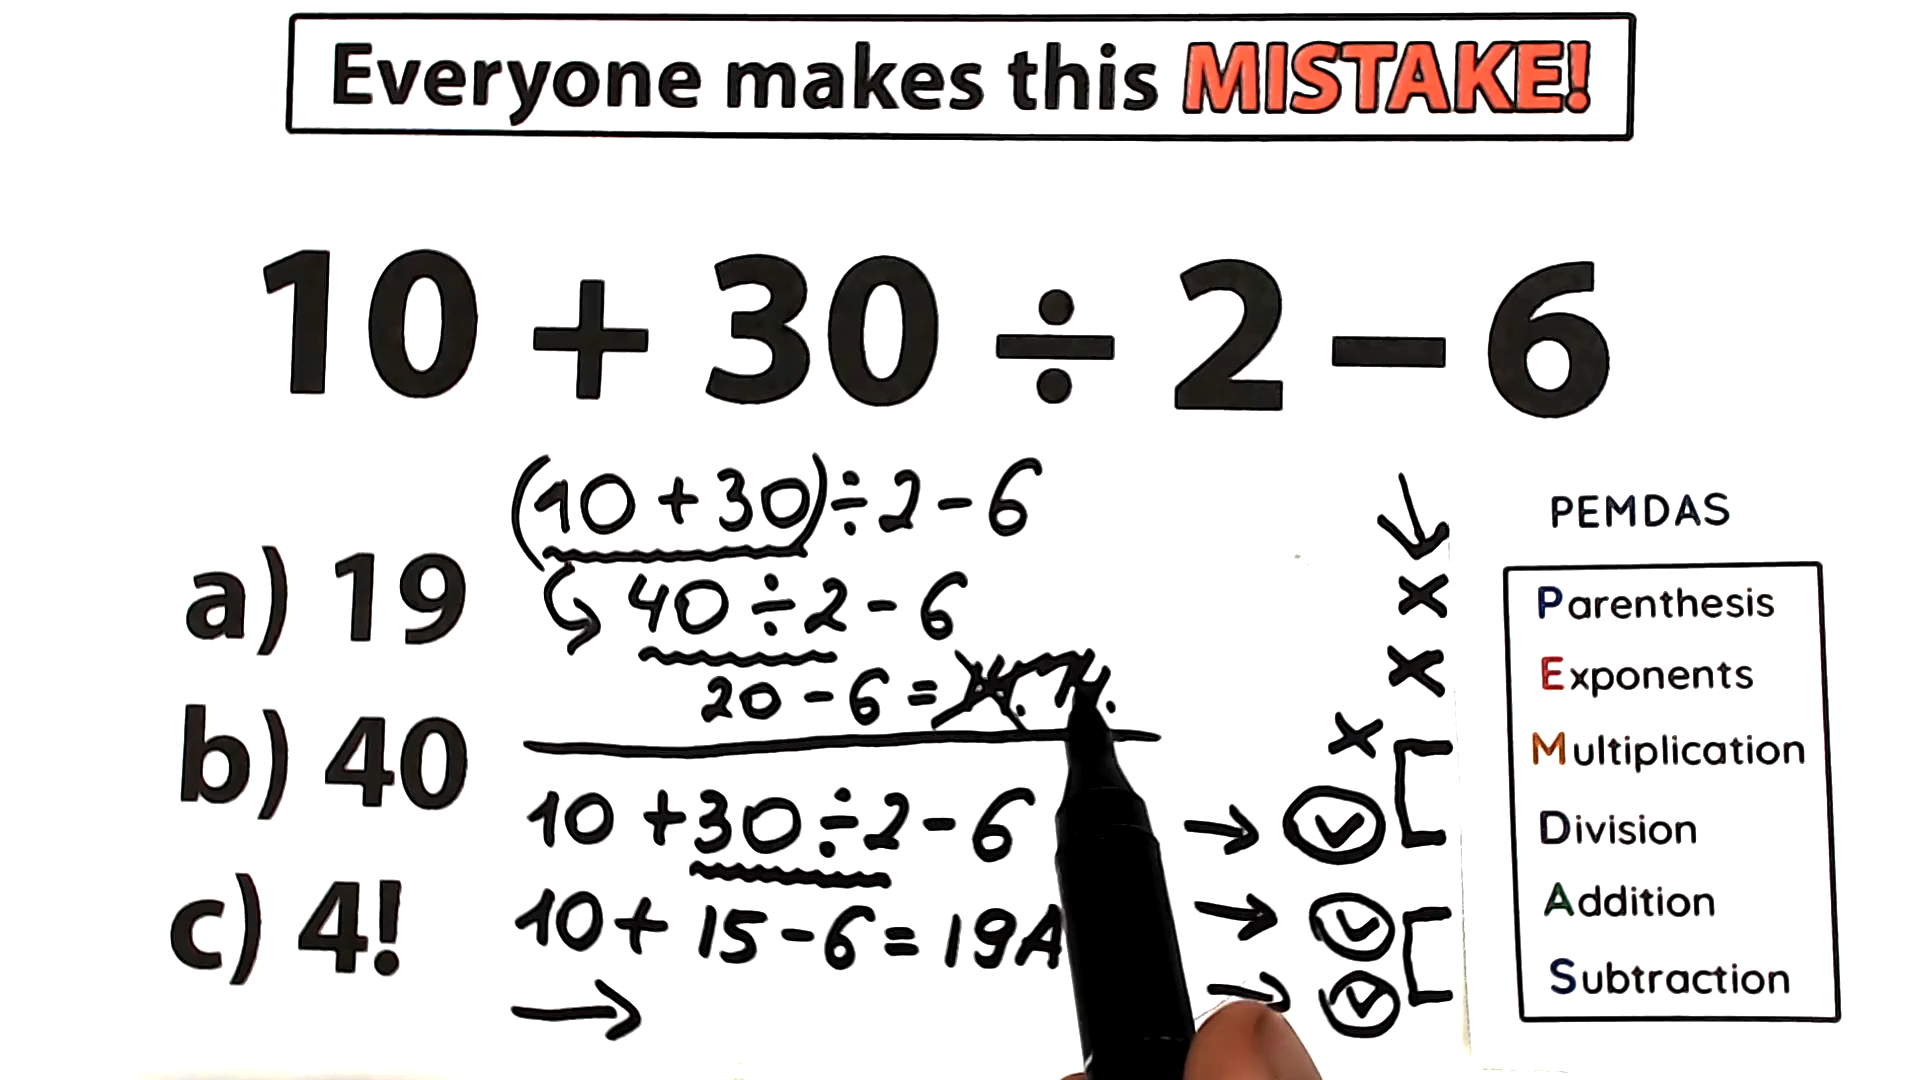 Everyone makes this MISTAKE!
10 + 30 ÷ 2 – 6
(10 + 30) ÷ 2 - 6
a) 19
40 ÷ 2 - 6
20 - 6 =
b) 40
10 + 30 ÷ 2 - 6
c) 4!
10 + 15 - 6 = 19A
PEMDAS
Parenthesis
Exponents
Multiplication
Division
Addition
Subtraction